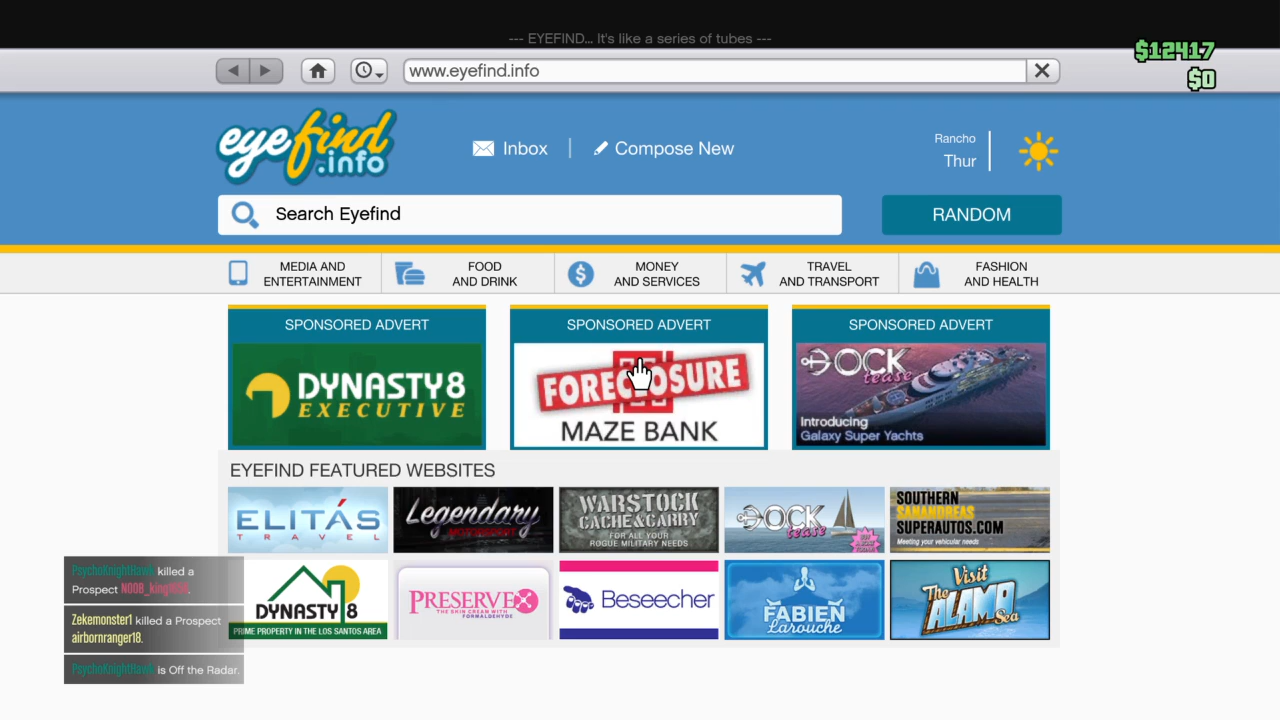 --- EYEFIND... It's like a series of tubes ---
$12417
$0
www.eyefind.info
eyefind
.info
Inbox
Compose New
Rancho
Thur
Search Eyefind
RANDOM
MEDIA AND
ENTERTAINMENT
FOOD
AND DRINK
MONEY
AND SERVICES
TRAVEL
AND TRANSPORT
FASHION
AND HEALTH
SPONSORED ADVERT
DYNASTY 8
EXECUTIVE
SPONSORED ADVERT
FORECLOSURE
MAZE BANK
SPONSORED ADVERT
DOCK
tease
Introducing
Galaxy Super Yachts
EYEFIND FEATURED WEBSITES
ELITÁS
TRAVEL
Legendary
MOTORSPORT
WARSTOCK
CACHE&CARRY
FOR ALL YOUR
ROGUE MILITARY NEEDS
DOCK
tease
SOUTHERN
SANANDREAS
SUPERAUTOS.COM
Meeting your vehicular needs
DYNASTY 8
PRIME PROPERTY IN THE LOS SANTOS AREA
PRESERVEX
THE SKIN CREAM WITH
FORMALDEHYDE
Beseecher
FABIEN
Larouche
Visit
The
ALAMO
Sea
PsychoKnightHawk killed a
Prospect
Zekemonster1 killed a Prospect
airbornranger18.
PsychoKnightHawk is Off the Radar.